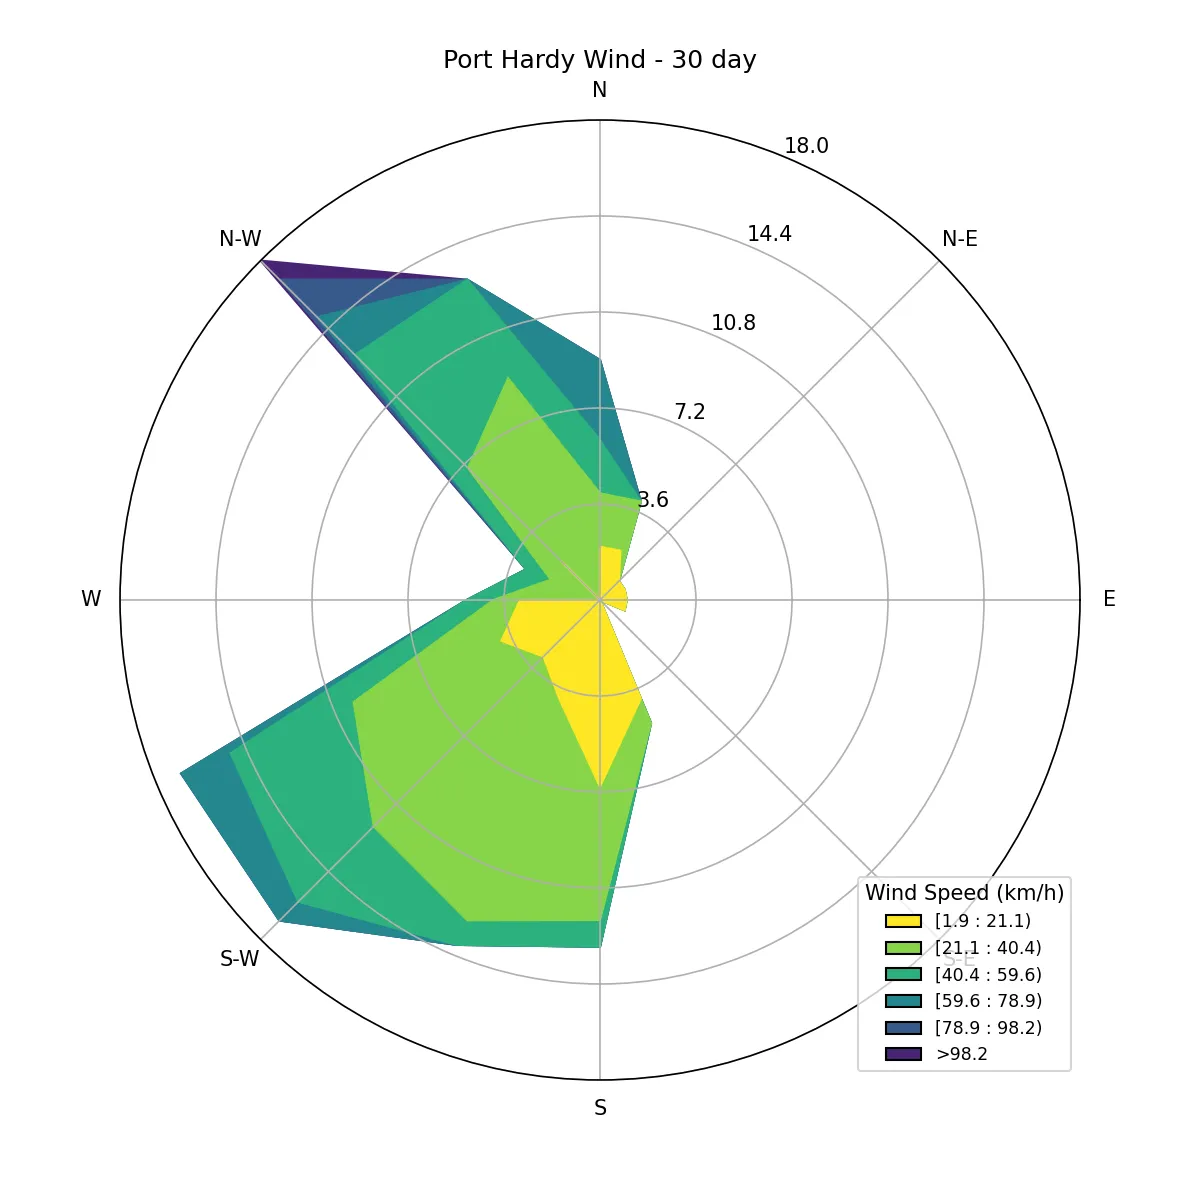 Port Hardy Wind - 30 day
N
18.0
14.4
N-W
N-E
10.8
7.2
3.6
W
E
S-W
S-E
S
Wind Speed (km/h)
[1.9 : 21.1)
[21.1 : 40.4)
[40.4 : 59.6)
[59.6 : 78.9)
[78.9 : 98.2)
>98.2